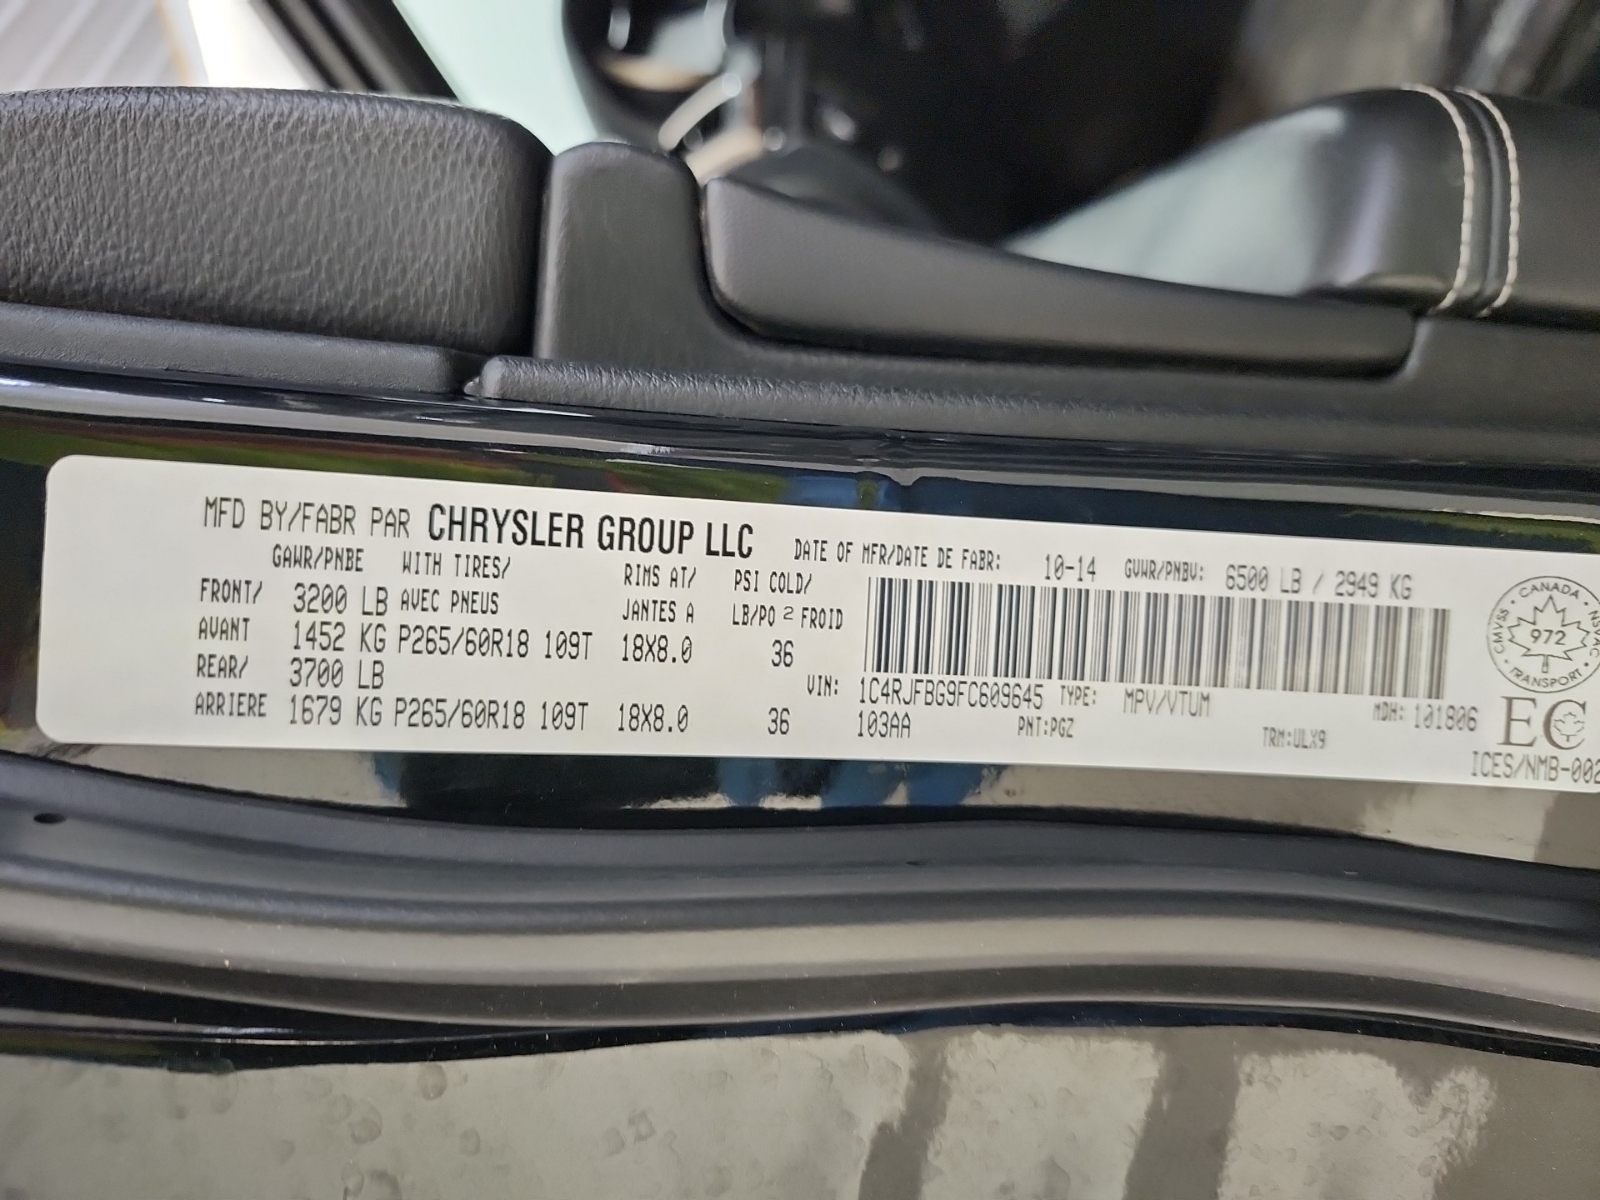 MFD BY/FABR PAR CHRYSLER GROUP LLC DATE OF MFR/DATE DE FABR: 10-14 GVWR/PNBV: 6500 LB / 2949 KG
GAWR/PNBE WITH TIRES/ RIMS AT/ PSI COLD/
FRONT/ 3200 LB AVEC PNEUS JANTES A LB/PO 2 FROID
AVANT 1452 KG P265/60R18 109T 18X8.0 36
REAR/ 3700 LB
ARRIERE 1679 KG P265/60R18 109T 18X8.0 36
VIN: 1C4RJFBG9FC609645 TYPE: MPV/VTUM MDH: 101806
103AA PNT:PGZ TRM:ULX9
CANADA
CMVSS NSVAC
972
TRANSPORT
EC
ICES/NMB-002